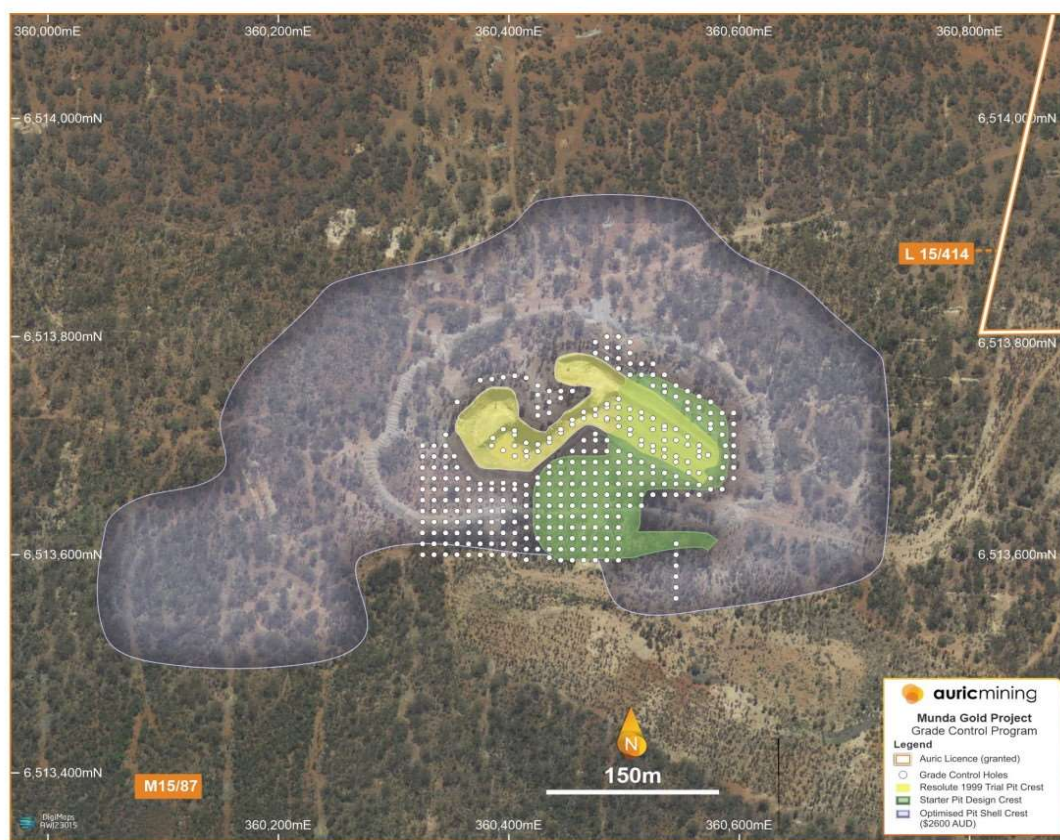 360,000mE 360,200mE 360,400mE 360,600mE 360,800mE
6,514,000mN 6,514,000mN
L 15/414
6,513,800mN 6,513,800mN
6,513,600mN 6,513,600mN
auricmining
Munda Gold Project
Grade Control Program
Legend
Auric Licence (granted)
Grade Control Holes
Resolute 1999 Trial Pit Crest
Starter Pit Design Crest
Optimised Pit Shell Crest
($2600 AUD)
N
150m
6,513,400mN
M15/87
DigiMaps
AWI23015
360,200mE 360,400mE 360,600mE